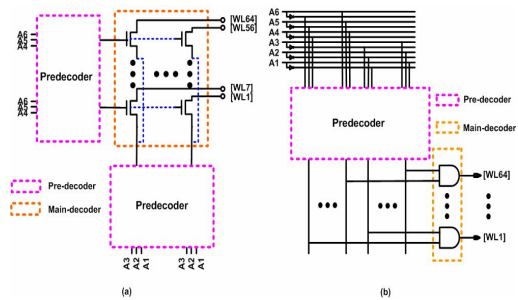 A6
A5
A4
[WL64]
[WL56]
Predecoder
A6
A5
A4
[WL7]
[WL1]
Predecoder
Pre-decoder
Main-decoder
A3
A2
A1
A3
A2
A1
(a)
A6
A5
A4
A3
A2
A1
Predecoder
Pre-decoder
Main-decoder
[WL64]
[WL1]
(b)